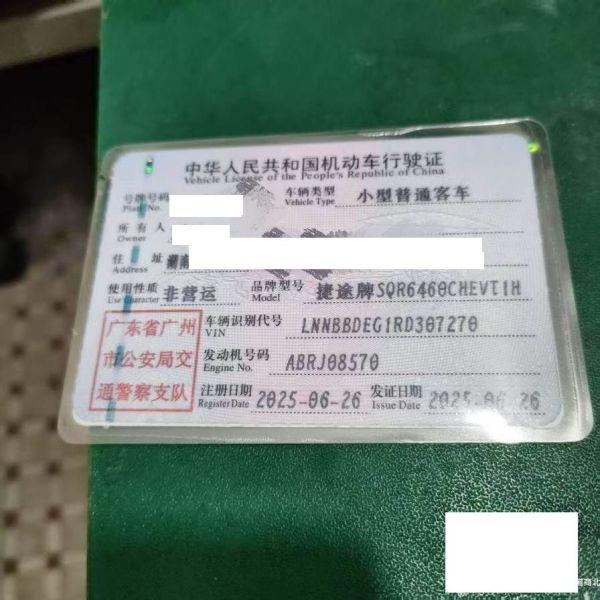 中华人民共和国机动车行驶证
Vehicle License of the People's Republic of China
号牌号码
Plate No.
车辆类型 小型普通客车
Vehicle Type
所有人
Owner
住址 湖南
Address
使用性质 非营运 品牌型号 捷途牌SQR6460CHEVT1H
Use Character Model
广东省广州
市公安局交
通警察支队
车辆识别代号 LNNBBDEG1RD307270
VIN
发动机号码 ABRJ08570
Engine No.
注册日期 2025-06-26 发证日期 2025-06-26
Register Date Issue Date